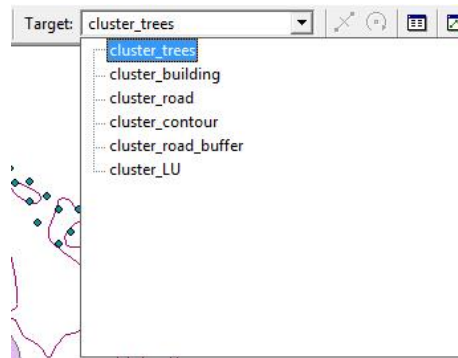 Target: cluster_trees
cluster_trees
cluster_building
cluster_road
cluster_contour
cluster_road_buffer
cluster_LU